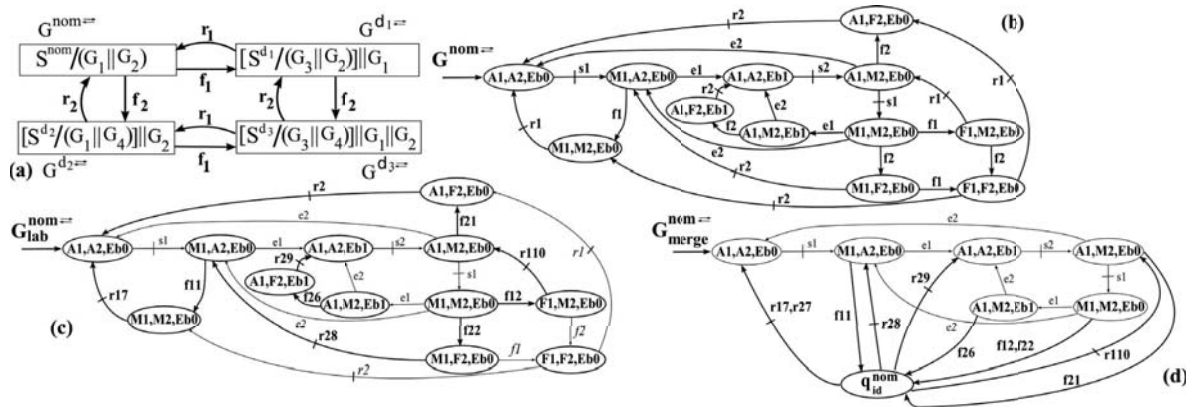 G^nom⇌
r1
G^d1⇌
S^nom/(G1||G2)
[S^d1/(G3||G2)]||G1
f1
r2
f2
r2
f2
r1
[S^d2/(G1||G4)]||G2
[S^d3/(G3||G4)]||G1||G2
f1
(a)
G^d2⇌
G^d3⇌
(b)
r2
A1,F2,Eb0
e2
f2
r1
G^nom⇌
A1,A2,Eb0
s1
M1,A2,Eb0
e1
A1,A2,Eb1
s2
A1,M2,Eb0
r2
e2
s1
r1
A1,F2,Eb1
f1
f2
A1,M2,Eb1
e1
M1,M2,Eb0
f1
F1,M2,Eb0
r1
M1,M2,Eb0
e2
r2
f2
f2
M1,F2,Eb0
f1
F1,F2,Eb0
r2
(c)
r2
A1,F2,Eb0
e2
f21
r1
G^nom⇌ lab
A1,A2,Eb0
s1
M1,A2,Eb0
e1
A1,A2,Eb1
s2
A1,M2,Eb0
r29
e2
s1
r110
A1,F2,Eb1
r17
f11
f26
A1,M2,Eb1
e1
M1,M2,Eb0
f12
F1,M2,Eb0
M1,M2,Eb0
e2
r28
f22
f2
M1,F2,Eb0
f1
F1,F2,Eb0
r2
(d)
G^nom⇌ merge
e2
A1,A2,Eb0
s1
M1,A2,Eb0
e1
A1,A2,Eb1
s2
A1,M2,Eb0
r29
e2
s1
A1,M2,Eb1
e1
M1,M2,Eb0
r17,r27
f11
r28
e2
f26
f12,f22
r110
q^nom id
f21